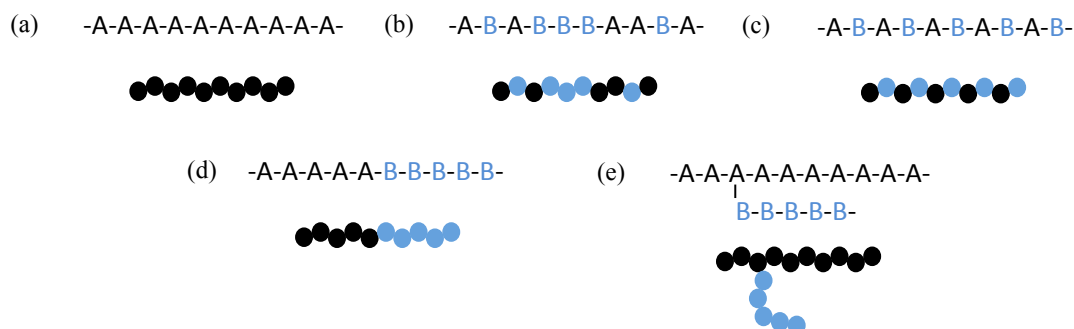 (a) -A-A-A-A-A-A-A-A-A-A-
(b) -A-B-A-B-B-B-A-A-B-A-
(c) -A-B-A-B-A-B-A-B-A-B-
(d) -A-A-A-A-A-B-B-B-B-B-
(e) -A-A-A-A-A-A-A-A-A-A-
B-B-B-B-B-